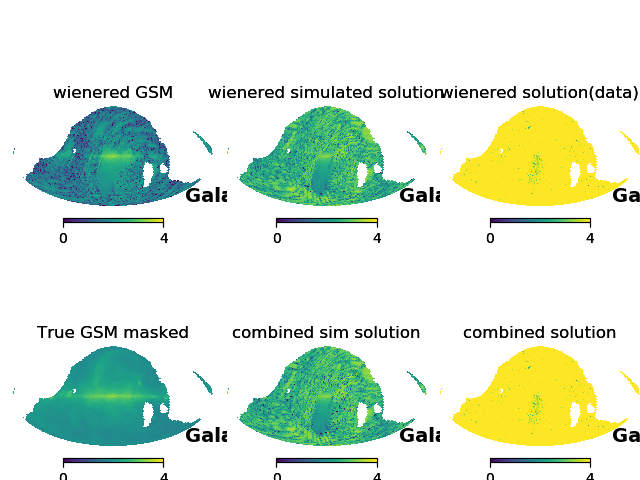 wienered GSM
wienered simulated solution
wienered solution(data)
Gala
Gala
Ga
0 4
0 4
0 4
True GSM masked
combined sim solution
combined solution
Gala
Gala
Ga
0 4
0 4
0 4